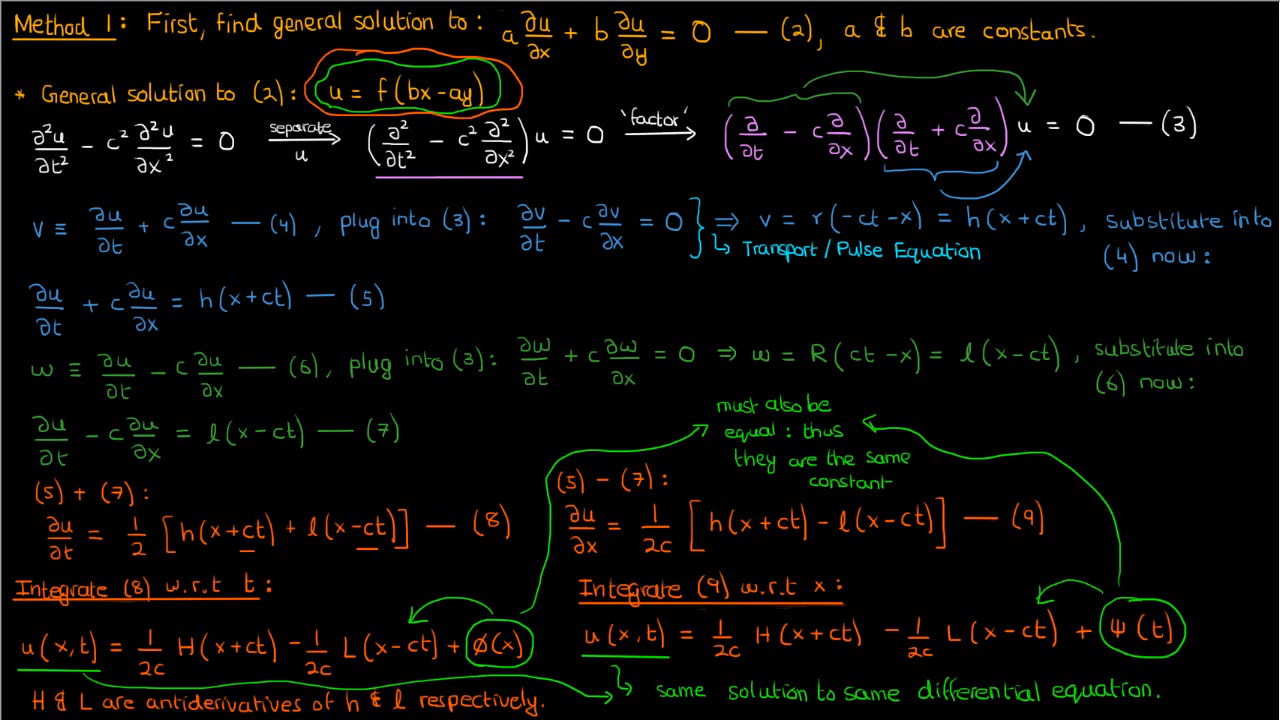 Method 1: First, find general solution to: a ∂u/∂x + b ∂u/∂y = 0 — (2), a & b are constants.
* General solution to (2): u = f(bx-ay)
∂²u/∂t² - c² ∂²u/∂x² = 0 separate u → (∂²/∂t² - c² ∂²/∂x²) u = 0 'factor' → (∂/∂t - c ∂/∂x)(∂/∂t + c ∂/∂x) u = 0 — (3)
v ≡ ∂u/∂t + c ∂u/∂x — (4), plug into (3): ∂v/∂t - c ∂v/∂x = 0 } ⇒ v = r(-ct-x) = h(x+ct), substitute into
↳ Transport / Pulse Equation
(4) now:
∂u/∂t + c ∂u/∂x = h(x+ct) — (5)
w ≡ ∂u/∂t - c ∂u/∂x — (6), plug into (3): ∂w/∂t + c ∂w/∂x = 0 ⇒ w = R(ct-x) = l(x-ct), substitute into
(6) now:
∂u/∂t - c ∂u/∂x = l(x-ct) — (7)
must also be
equal: thus
they are the same
constant
(5) + (7):
∂u/∂t = 1/2 [h(x+ct) + l(x-ct)] — (8)
Integrate (8) w.r.t t:
u(x,t) = 1/2c H(x+ct) - 1/2c L(x-ct) + φ(x)
H & L are antiderivatives of h & l respectively.
(5) - (7):
∂u/∂x = 1/2c [h(x+ct) - l(x-ct)] — (9)
Integrate (9) w.r.t x:
u(x,t) = 1/2c H(x+ct) - 1/2c L(x-ct) + ψ(t)
↳ same solution to same differential equation.